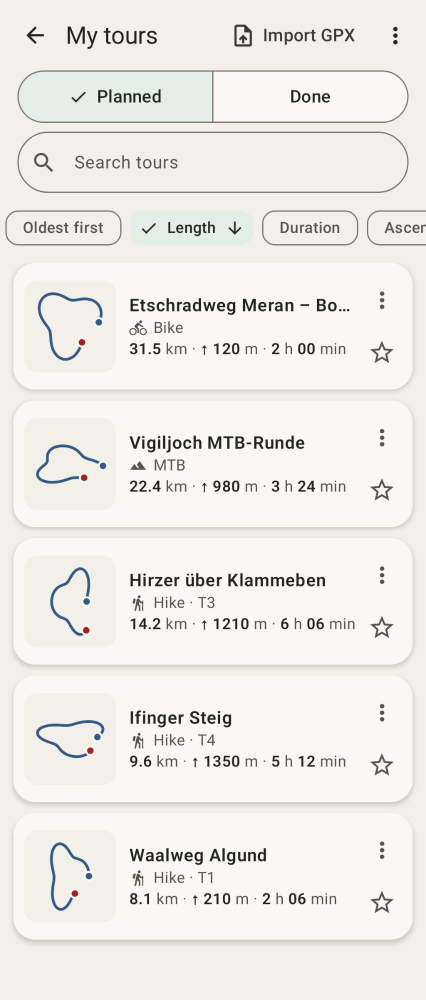 My tours
Import GPX
Planned
Done
Search tours
Oldest first
Length
Duration
Ascen
Etschradweg Meran – Bo...
Bike
31.5 km · ↑ 120 m · 2 h 00 min
Vigiljoch MTB-Runde
MTB
22.4 km · ↑ 980 m · 3 h 24 min
Hirzer über Klammeben
Hike · T3
14.2 km · ↑ 1210 m · 6 h 06 min
Ifinger Steig
Hike · T4
9.6 km · ↑ 1350 m · 5 h 12 min
Waalweg Algund
Hike · T1
8.1 km · ↑ 210 m · 2 h 06 min